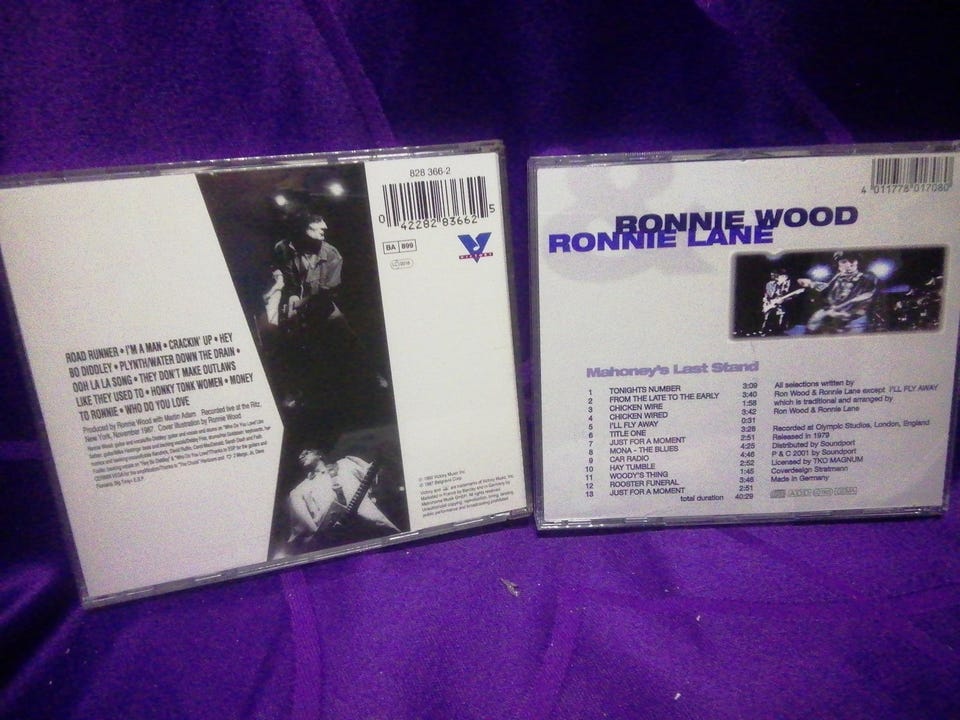 828 366-2
0 42282 83662 5
BA 899
VICTORY
ROAD RUNNER • I'M A MAN • CRACKIN' UP • HEY
BO DIDDLEY • PLYNTH/WATER DOWN THE DRAIN •
OOH LA LA SONG • THEY DON'T MAKE OUTLAWS
LIKE THEY USED TO • HONKY TONK WOMEN • MONEY
TO RONNIE • WHO DO YOU LOVE
Produced by Ronnie Wood with Martin Adam Recorded live at the Ritz,
New York, November 1987. Cover illustration by Ronnie Wood
© 1992 Victory Music Inc.
℗ 1987 Belgravia Corp.
4 011778 017080
&
RONNIE WOOD
RONNIE LANE
Mahoney's Last Stand
1 TONIGHTS NUMBER 3:09
2 FROM THE LATE TO THE EARLY 3:40
3 CHICKEN WIRE 1:58
4 CHICKEN WIRED 3:42
5 I'LL FLY AWAY 0:31
6 TITLE ONE 3:28
7 JUST FOR A MOMENT 2:51
8 MONA - THE BLUES 4:25
9 CAR RADIO 4:46
10 HAY TUMBLE 2:52
11 WOODY'S THING 1:45
12 ROOSTER FUNERAL 3:46
13 JUST FOR A MOMENT 2:51
total duration 40:29
All selections written by
Ron Wood & Ronnie Lane except I'LL FLY AWAY
which is traditional and arranged by
Ron Wood & Ronnie Lane
Recorded at Olympic Studios, London, England
Released in 1979
Distributed by Soundport
P & C 2001 by Soundport
Licensed by TKO MAGNUM
Coverdesign Stratmann
Made in Germany